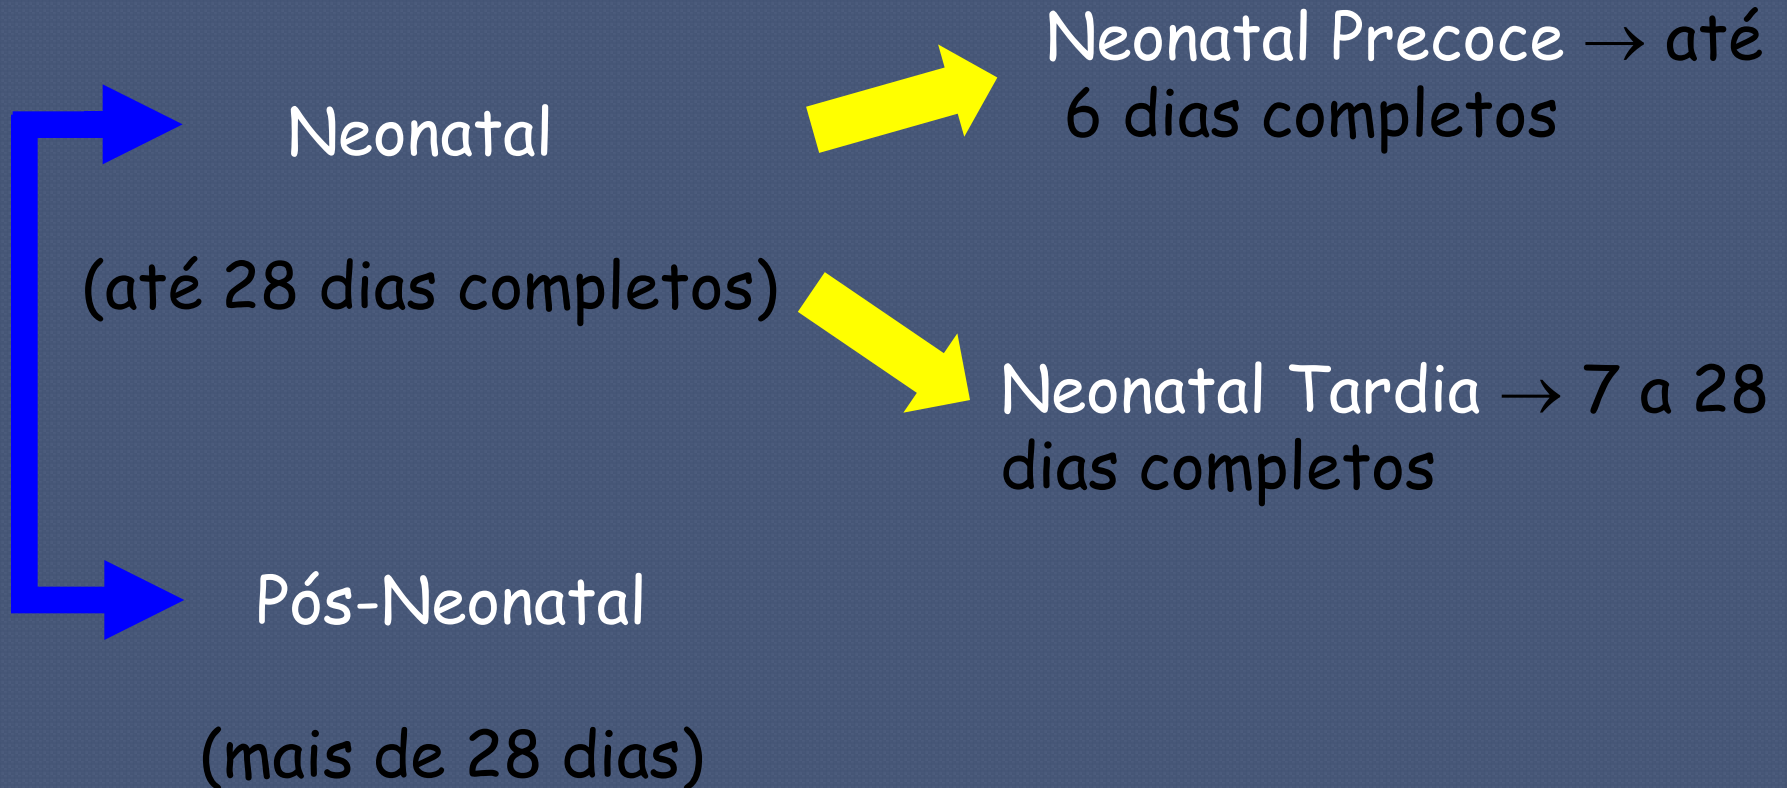 Neonatal
(até 28 dias completos)
Neonatal Precoce → até
6 dias completos
Neonatal Tardia → 7 a 28
dias completos
Pós-Neonatal
(mais de 28 dias)